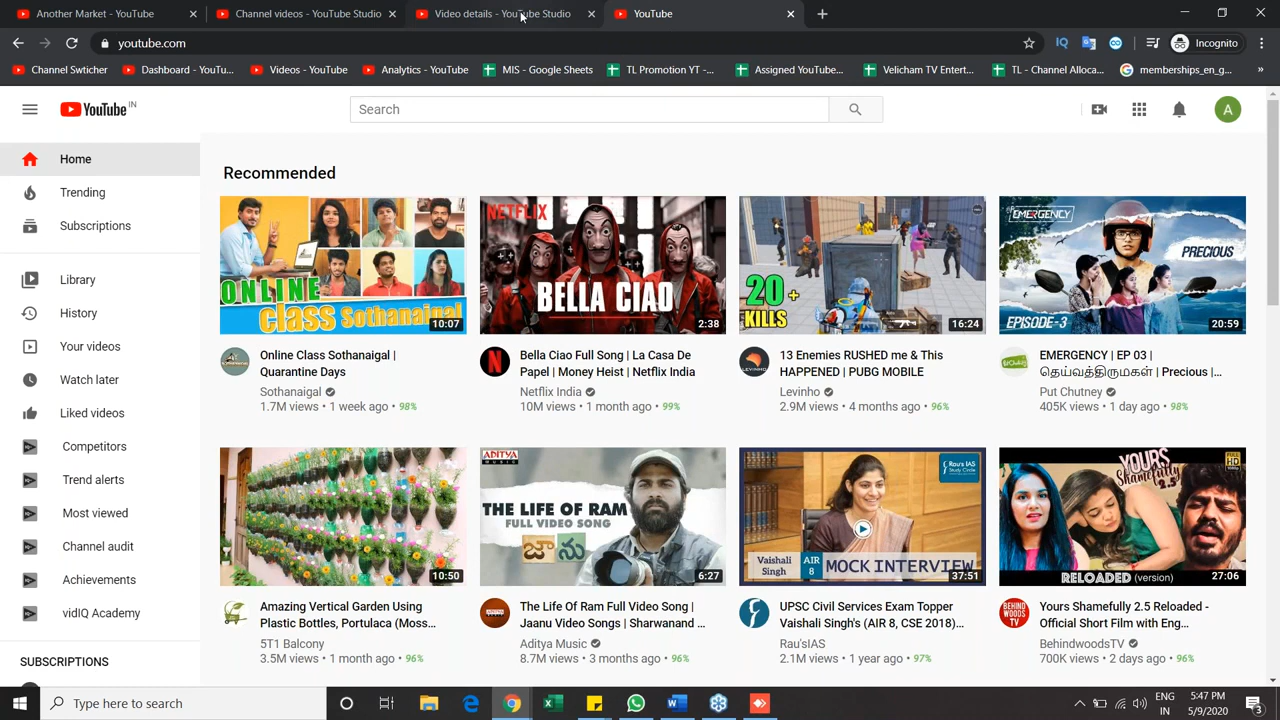 Another Market - YouTube
Channel videos - YouTube Studio
Video details - YouTube Studio
YouTube
youtube.com
Incognito
Channel Swticher
Dashboard - YouTu...
Videos - YouTube
Analytics - YouTube
MIS - Google Sheets
TL Promotion YT -...
Assigned YouTube...
Velicham TV Entert...
TL - Channel Alloca...
memberships_en_g...
YouTube IN
Search
A
Home
Trending
Subscriptions
Library
History
Your videos
Watch later
Liked videos
Competitors
Trend alerts
Most viewed
Channel audit
Achievements
vidIQ Academy
SUBSCRIPTIONS
Recommended
ONLINE
class Sothanaigal
10:07
Online Class Sothanaigal |
Quarantine Days
Sothanaigal
1.7M views • 1 week ago • 98%
NETFLIX
BELLA CIAO
2:38
Bella Ciao Full Song | La Casa De
Papel | Money Heist | Netflix India
Netflix India
10M views • 1 month ago • 99%
20+
KILLS
16:24
13 Enemies RUSHED me & This
HAPPENED | PUBG MOBILE
LEVINHO
Levinho
2.9M views • 4 months ago • 96%
EMERGENCY
PRECIOUS
EPISODE-3
20:59
EMERGENCY | EP 03 |
தெய்வத்திருமகள் | Precious |...
Put Chutney
405K views • 1 day ago • 98%
10:50
Amazing Vertical Garden Using
Plastic Bottles, Portulaca (Moss...
5T1 Balcony
3.5M views • 1 month ago • 96%
ADITYA
MUSIC
THE LIFE OF RAM
FULL VIDEO SONG
జాను
6:27
The Life Of Ram Full Video Song |
Jaanu Video Songs | Sharwanand ...
Aditya Music
8.7M views • 3 months ago • 96%
Rau's IAS
Study Circle
Vaishali
Singh
AIR
8
MOCK INTERVIEW
37:51
UPSC Civil Services Exam Topper
Vaishali Singh's (AIR 8, CSE 2018)...
Rau'sIAS
2.1M views • 1 year ago • 97%
YOURS
Shamefully
2.5
FULL
HD
RELOADED (version)
27:06
BEHIND
WOODS
TV
Yours Shamefully 2.5 Reloaded -
Official Short Film with Eng...
BehindwoodsTV
700K views • 2 days ago • 96%
Type here to search
ENG
IN
5:47 PM
5/9/2020
3